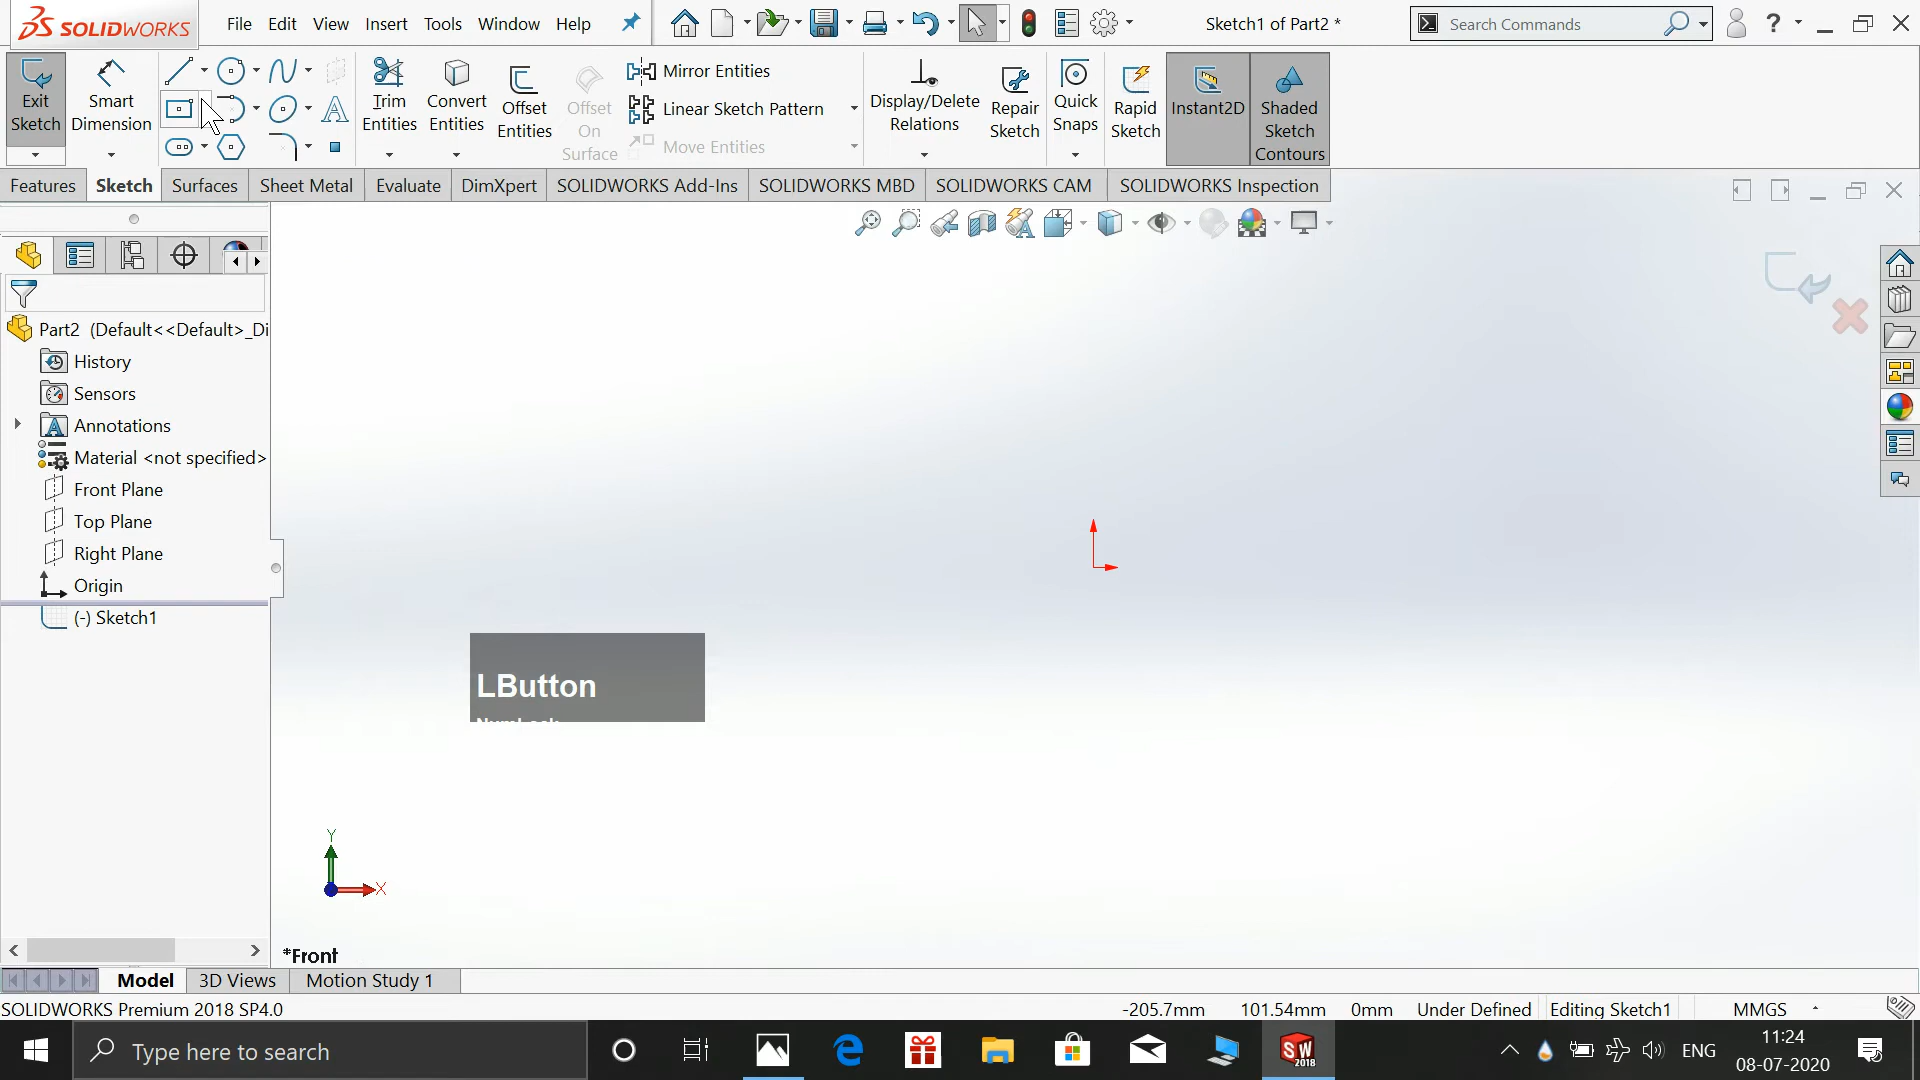 SOLIDWORKS File Edit View Insert Tools Window Help Sketch1 of Part2 * Search Commands ?
Exit Sketch
Smart Dimension
Trim Entities
Convert Entities
Offset Entities
Offset On Surface
Mirror Entities
Linear Sketch Pattern
Move Entities
Display/Delete Relations
Repair Sketch
Quick Snaps
Rapid Sketch
Instant2D
Shaded Sketch Contours
Features Sketch Surfaces Sheet Metal Evaluate DimXpert SOLIDWORKS Add-Ins SOLIDWORKS MBD SOLIDWORKS CAM SOLIDWORKS Inspection
Part2 (Default<<Default>_Di
History
Sensors
Annotations
Material <not specified>
Front Plane
Top Plane
Right Plane
Origin
(-) Sketch1
LButton
NumLock
Y
X
*Front
Model 3D Views Motion Study 1
SOLIDWORKS Premium 2018 SP4.0 -205.7mm 101.54mm 0mm Under Defined Editing Sketch1 MMGS
Type here to search
SW
2018
ENG
11:24
08-07-2020